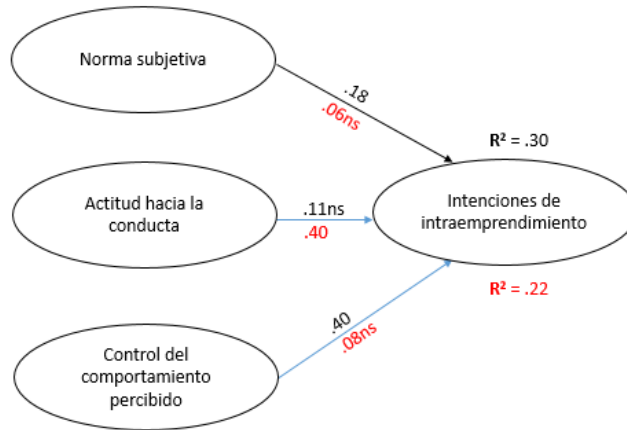 Norma subjetiva
.18
.06ns
R² = .30
Actitud hacia la
conducta
.11ns
.40
Intenciones de
intraemprendimiento
R² = .22
.40
.08ns
Control del
comportamiento
percibido